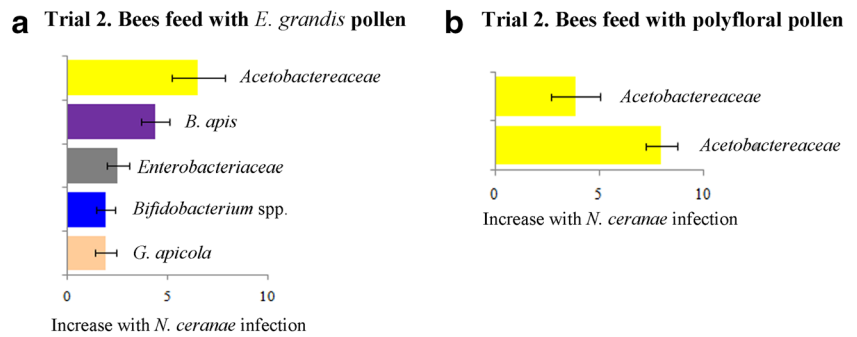 a Trial 2. Bees feed with E. grandis pollen
Acetobactereaceae
B. apis
Enterobacteriaceae
Bifidobacterium spp.
G. apicola
0 5 10
Increase with N. ceranae infection
b Trial 2. Bees feed with polyfloral pollen
Acetobactereaceae
Acetobactereaceae
0 5 10
Increase with N. ceranae infection